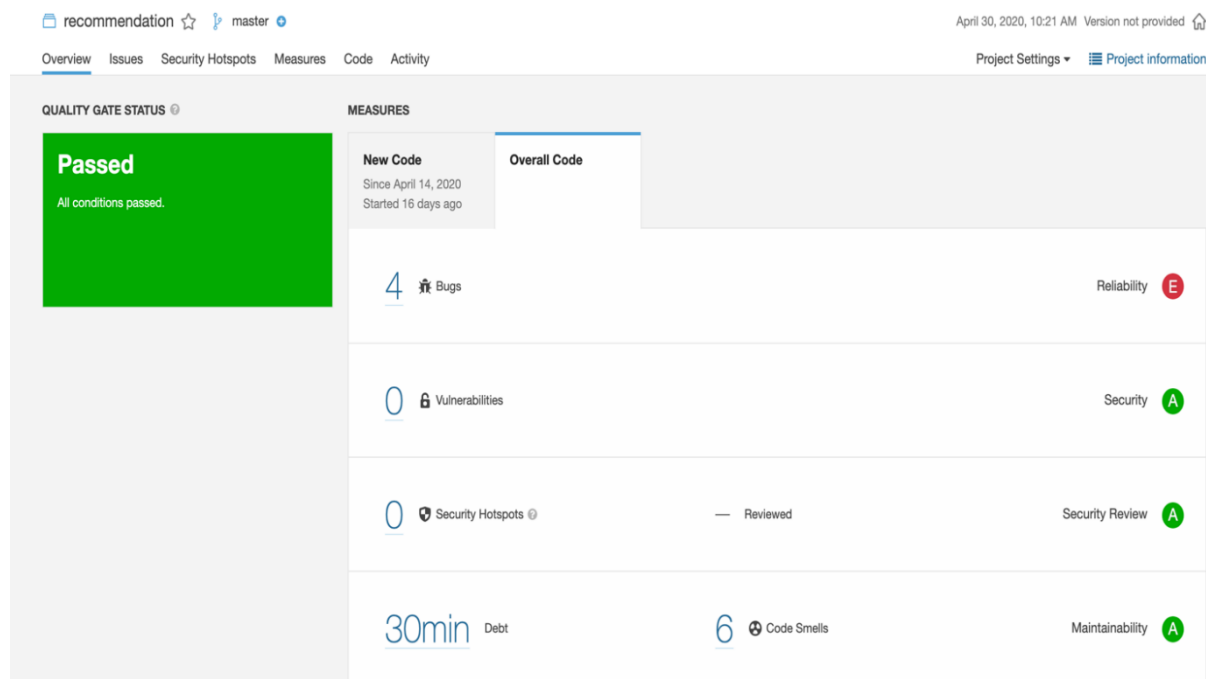 recommendation master
April 30, 2020, 10:21 AM Version not provided
Overview Issues Security Hotspots Measures Code Activity
Project Settings Project information
QUALITY GATE STATUS ?
MEASURES
Passed
All conditions passed.
New Code
Since April 14, 2020
Started 16 days ago
Overall Code
4 Bugs
Reliability E
0 Vulnerabilities
Security A
0 Security Hotspots ?
— Reviewed
Security Review A
30min Debt
6 Code Smells
Maintainability A